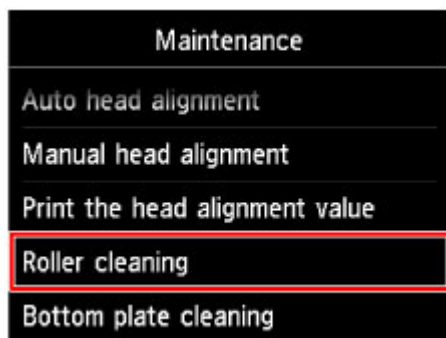 Maintenance
Auto head alignment
Manual head alignment
Print the head alignment value
Roller cleaning
Bottom plate cleaning